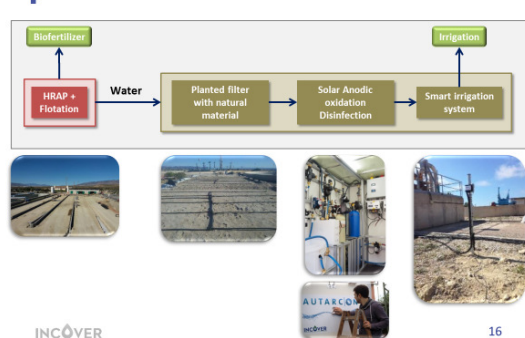 Biofertilizer
Irrigation
HRAP +
Flotation
Water
Planted filter
with natural
material
Solar Anodic
oxidation
Disinfection
Smart irrigation
system
AUTARCON
INCOVER
INCOVER
16